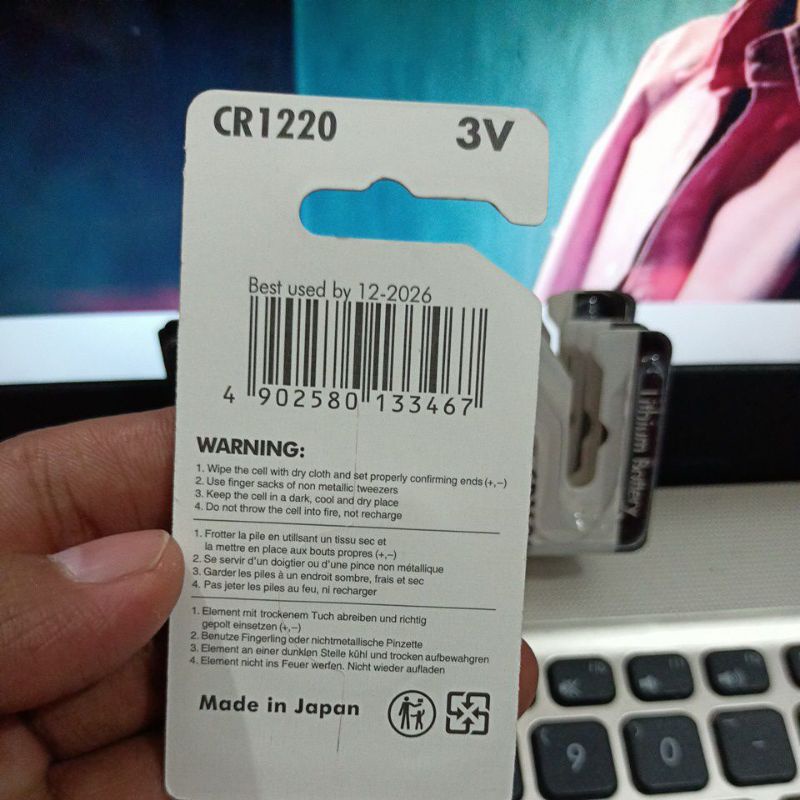 CR1220
3V
Best used by 12-2026
4 902580 133467
WARNING:
1. Wipe the cell with dry cloth and set properly confirming ends (+,–)
2. Use finger sacks of non metallic tweezers
3. Keep the cell in a dark, cool and dry place
4. Do not throw the cell into fire, not recharge
1. Frotter la pile en utilisant un tissu sec et
la mettre en place aux bouts propres (+,–)
2. Se servir d'un doigtier ou d'une pince non métallique
3. Garder les piles à un endroit sombre, frais et sec
4. Pas jeter les piles au feu, ni recharger
1. Element mit trockenem Tuch abreiben und richtig
gepolt einsetzen (+,–)
2. Benutze Fingerling oder nichtmetallische Pinzette
3. Element an einer dunklen Stelle kühl und trocken aufbewahren
4. Element nicht ins Feuer werfen. Nicht wieder aufladen
Made in Japan
Lithium Battery
9
0
-